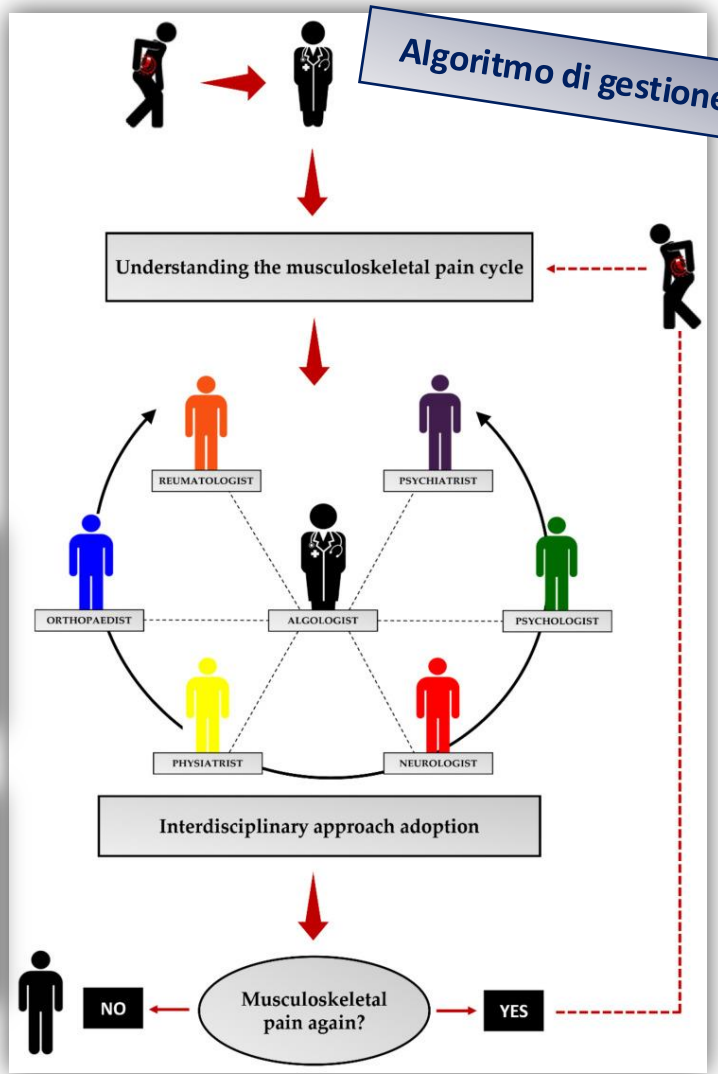 Algoritmo di gestione
Understanding the musculoskeletal pain cycle
REUMATOLOGIST
PSYCHIATRIST
ORTHOPAEDIST
ALGOLOGIST
PSYCHOLOGIST
PHYSIATRIST
NEUROLOGIST
Interdisciplinary approach adoption
Musculoskeletal
pain again?
NO
YES